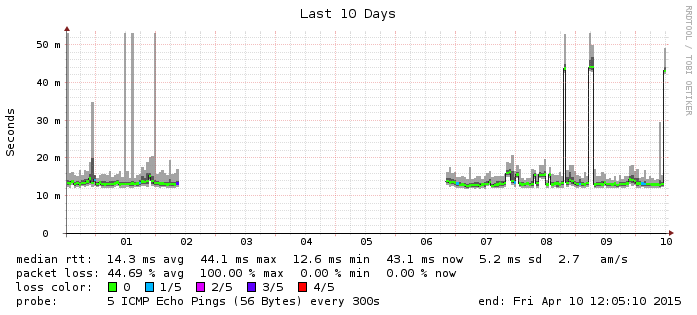 Last 10 Days
RRDTOOL / TOBI OETIKER
Seconds
50 m
40 m
30 m
20 m
10 m
0
01 02 03 04 05 06 07 08 09 10
median rtt: 14.3 ms avg 44.1 ms max 12.6 ms min 43.1 ms now 5.2 ms sd 2.7 am/s
packet loss: 44.69 % avg 100.00 % max 0.00 % min 0.00 % now
loss color: 0 1/5 2/5 3/5 4/5
probe: 5 ICMP Echo Pings (56 Bytes) every 300s end: Fri Apr 10 12:05:10 2015